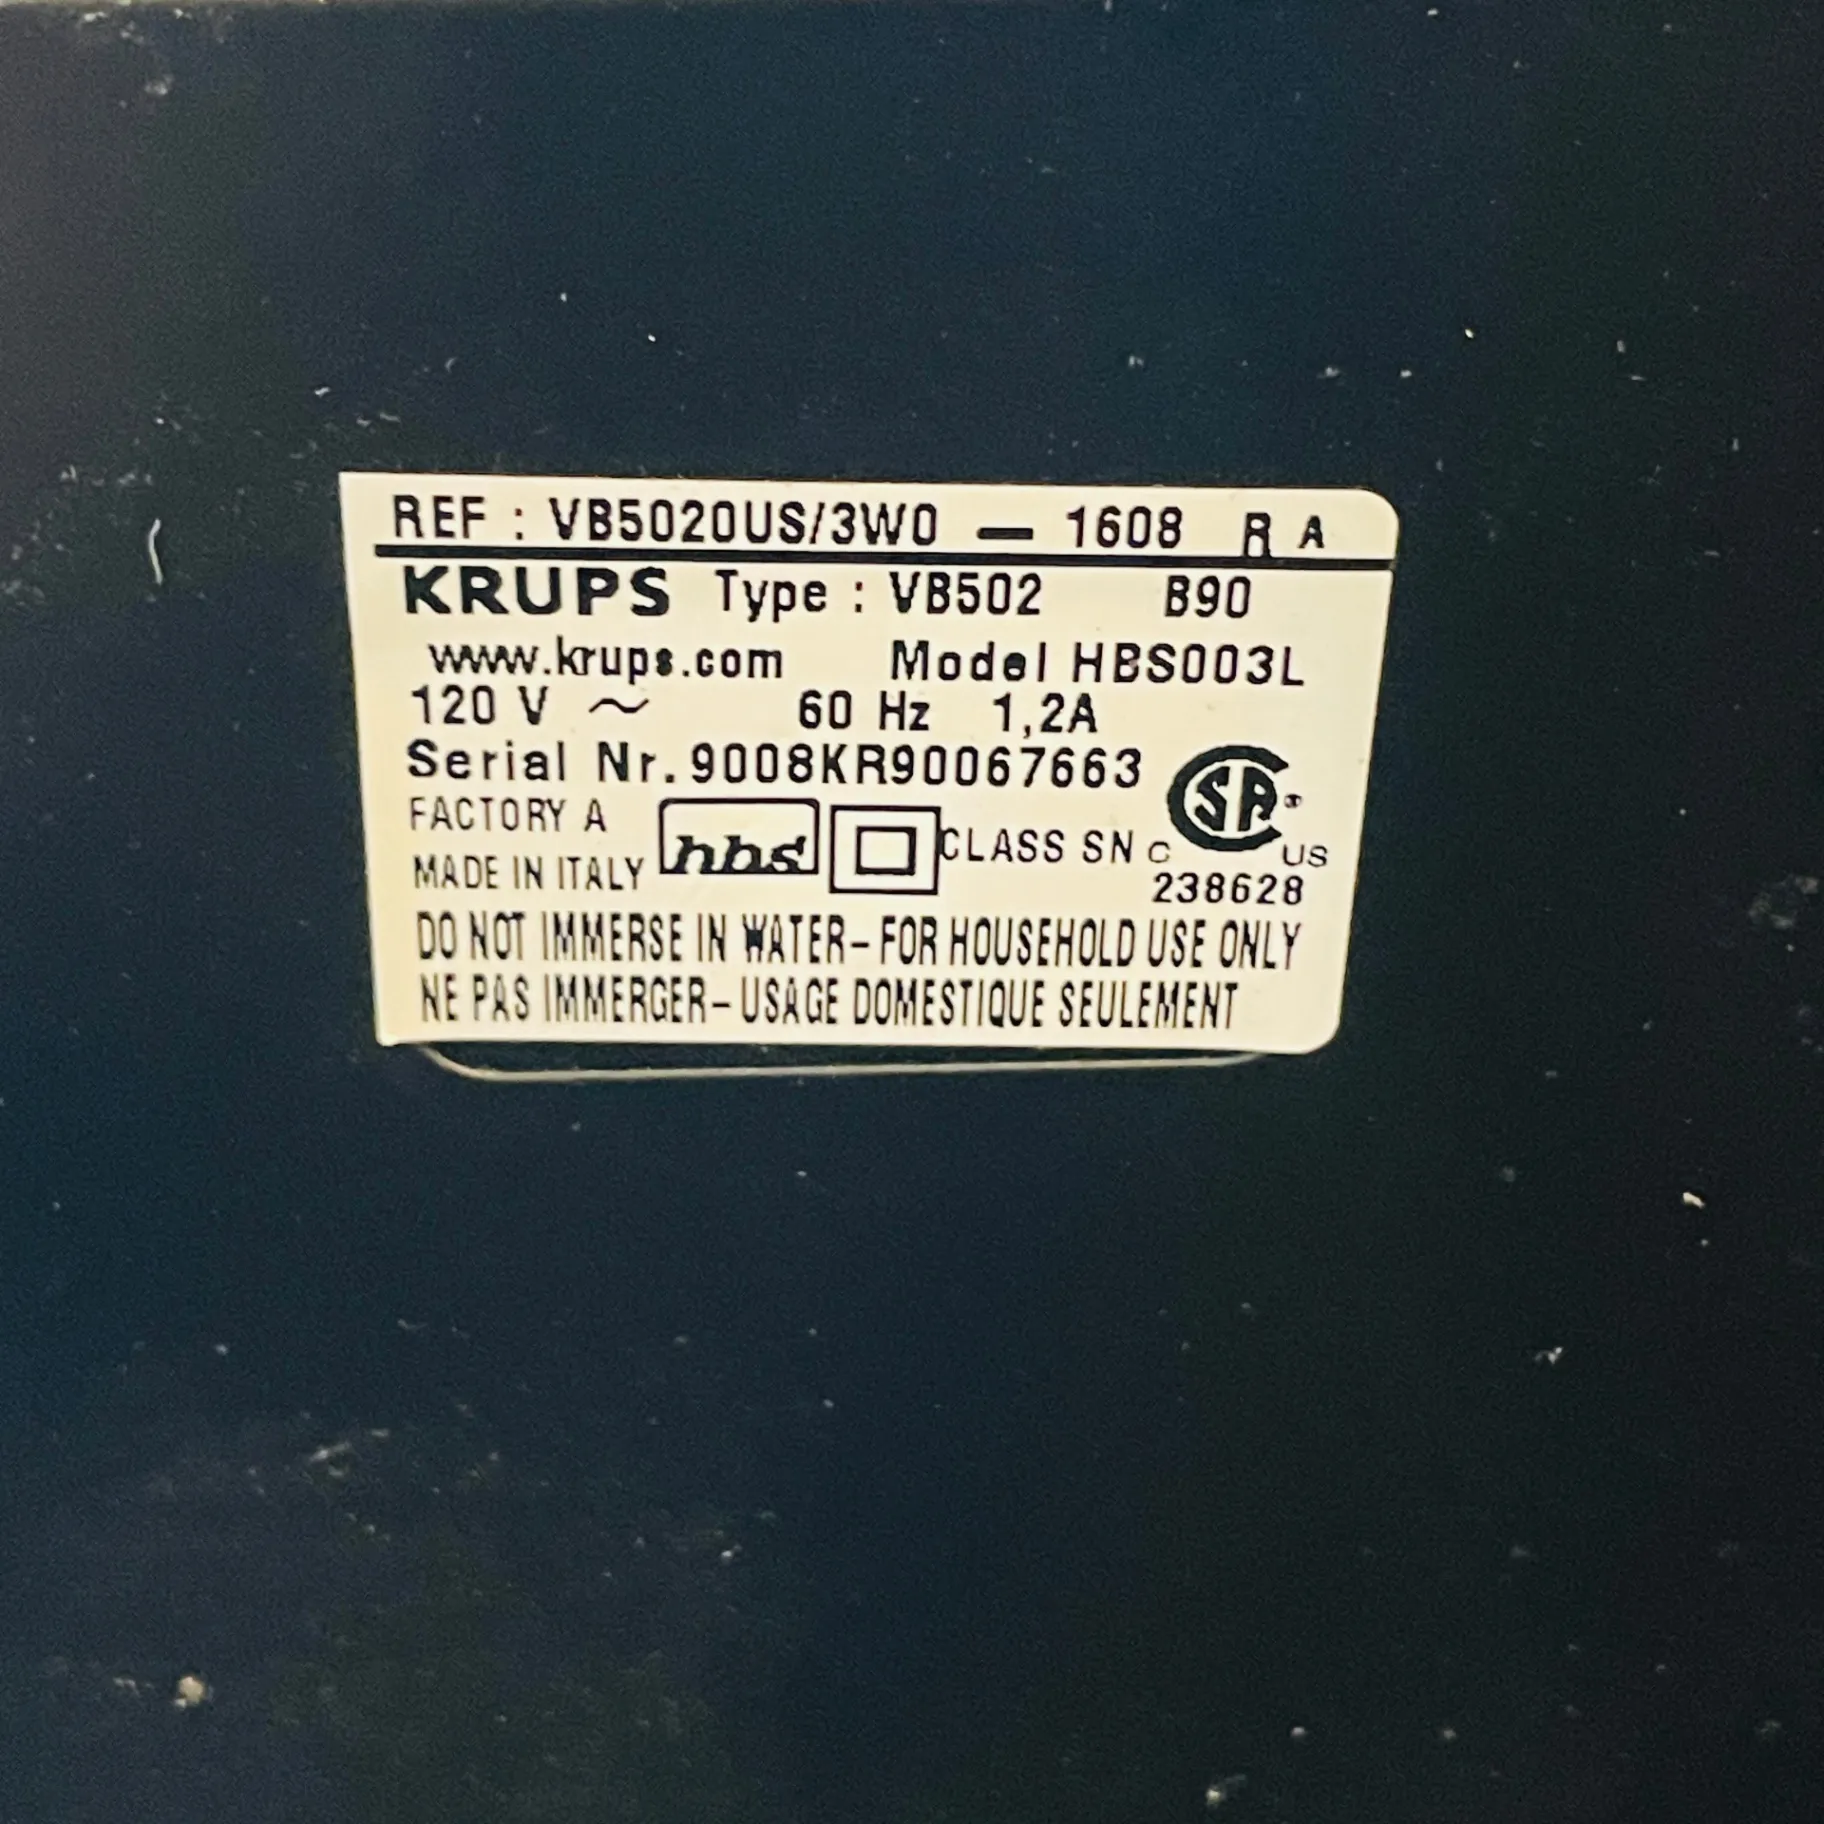 REF : VB5020US/3W0 — 1608 R A
KRUPS Type : VB502 B90
www.krups.com Model HBS003L
120 V ~ 60 Hz 1,2A
Serial Nr. 9008KR90067663
FACTORY A
MADE IN ITALY
hbs
CLASS SN
C SA® US
238628
DO NOT IMMERSE IN WATER – FOR HOUSEHOLD USE ONLY
NE PAS IMMERGER – USAGE DOMESTIQUE SEULEMENT